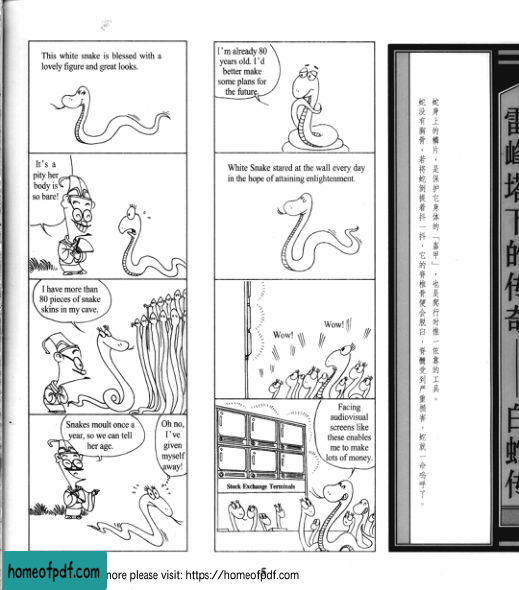 This white snake is blessed with a
lovely figure and great looks.
It's a
pity her
body is
so bare!
I have more than
80 pieces of snake
skins in my cave.
Snakes moult once a
year, so we can tell
her age.
Oh no,
I've
given
myself
away!
I'm already 80
years old. I'd
better make
some plans for
the future.
White Snake stared at the wall every day
in the hope of attaining enlightenment.
Wow!
Wow!
Facing
audiovisual
screens like
these enables
me to make
lots of money.
Stock Exchange Terminals
蛇身上的鳞片，是保护它身体的「盔甲」，也是爬行时惟一依靠的工具。
蛇没有胸骨，若将蛇倒提着抖一抖，它的脊椎骨便会脱臼，脊髓受到严重损害，蛇就一命呜呼了。
雷峰塔下的传奇——白蛇传
homeofpdf.com
more please visit: https://homeofpdf.com